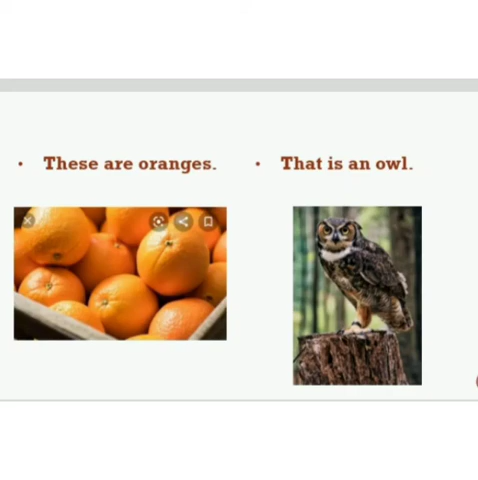 • These are oranges.
• That is an owl.